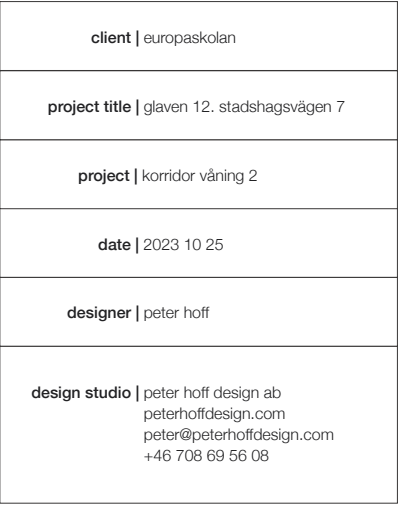 client | europaskolan
project title | glaven 12. stadshagsvägen 7
project | korridor våning 2
date | 2023 10 25
designer | peter hoff
design studio | peter hoff design ab
peterhoffdesign.com
peter@peterhoffdesign.com
+46 708 69 56 08